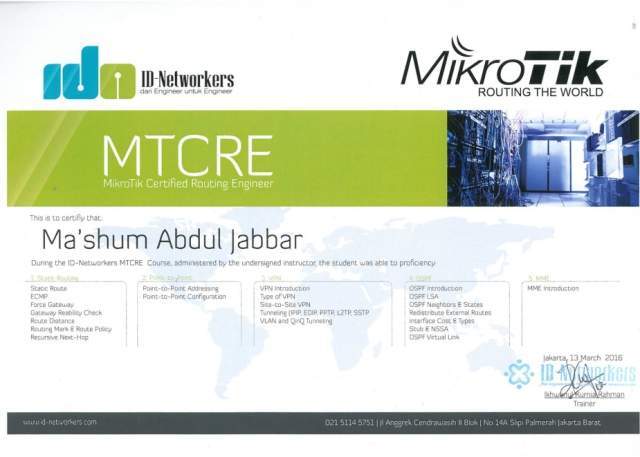 ID-Networkers
dari Engineer untuk Engineer
MikroTik
ROUTING THE WORLD
MTCRE
MikroTik Certified Routing Engineer
This is to certifiy that:
Ma'shum Abdul Jabbar
During the ID-Networkers MTCRE Course, administered by the undersigned instructor, the student was able to proficiency
1. Static Routing
Static Route
ECMP
Force Gateway
Gateway Reability Check
Route Distance
Routing Mark & Route Policy
Recursive Next-Hop
2. Point-to-Point
Point-to-Point Addressing
Point-to-Point Configuration
3. VPN
VPN Introduction
Type of VPN
Site-to-Site VPN
Tunneling IPIP, EOIP, PPTP, L2TP, SSTP
VLAN and QinQ Tunneling
4. OSPF
OSPF Introduction
OSPF LSA
OSPF Neighbors & States
Redistribute External Routes
Interface Cost & Types
Stub & NSSA
OSPF Virtual Link
5. MME
MME Introduction
Jakarta, 13 March 2016
ID-Networkers
Trainer
www.id-networkers.com
021 5114 5751 | Jl Anggrek Cendrawasih II Blok J No 14A Slipi Palmerah Jakarta Barat